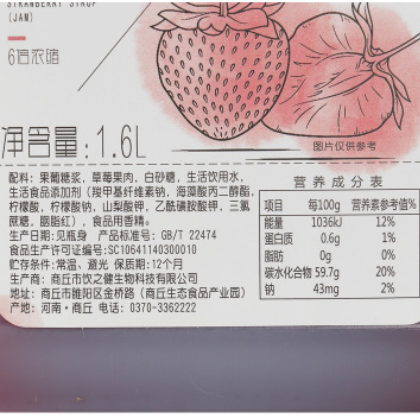 STRAWBERRY SYRUP
(JAM)
6倍浓缩
净含量:1.6L
图片仅供参考
配料：果葡糖浆，草莓果肉，白砂糖，生活饮用水，
生活食品添加剂（羧甲基纤维素钠，海藻酸丙二醇酯，
柠檬酸，柠檬酸钠，山梨酸钾，乙酰磺胺酸钾，三氯
蔗糖，胭脂红），食品用香精。
生产日期：见瓶身 产品标准号：GB/T 22474
食品生产许可证编号：SC10641140300010
贮存条件：常温、避光 保质期：12个月
生产商：商丘市饮之健生物科技有限公司
地址：商丘市睢阳区金桥路（商丘生态食品产业园）
产地：河南·商丘 电话：0370-3362222
营养成分表
项目 每100g 营养素参考值%
能量 1036kJ 12%
蛋白质 0.6g 1%
脂肪 0g 0%
碳水化合物 59.7g 20%
钠 43mg 2%